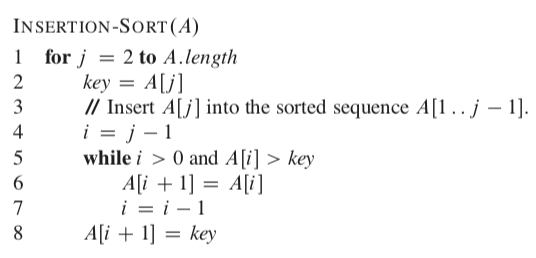 INSERTION-SORT(A)
1 for j = 2 to A.length
2 key = A[j]
3 // Insert A[j] into the sorted sequence A[1 . . j − 1].
4 i = j − 1
5 while i > 0 and A[i] > key
6 A[i + 1] = A[i]
7 i = i − 1
8 A[i + 1] = key